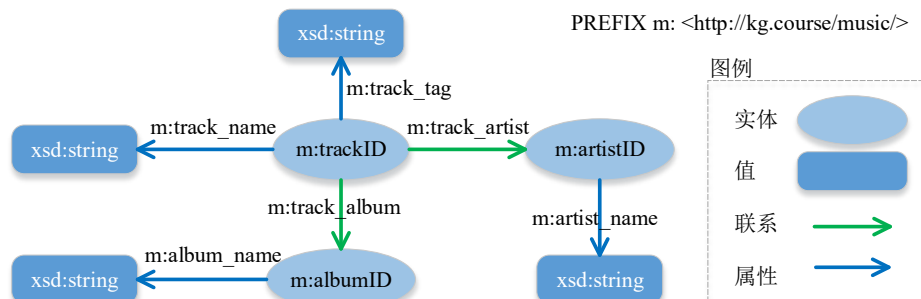 xsd:string
PREFIX m: <http://kg.course/music/>
图例
m:track_tag
m:track_name
m:track_artist
实体
xsd:string
m:trackID
m:artistID
值
m:track_album
m:artist_name
联系
m:album_name
属性
xsd:string
m:albumID
xsd:string